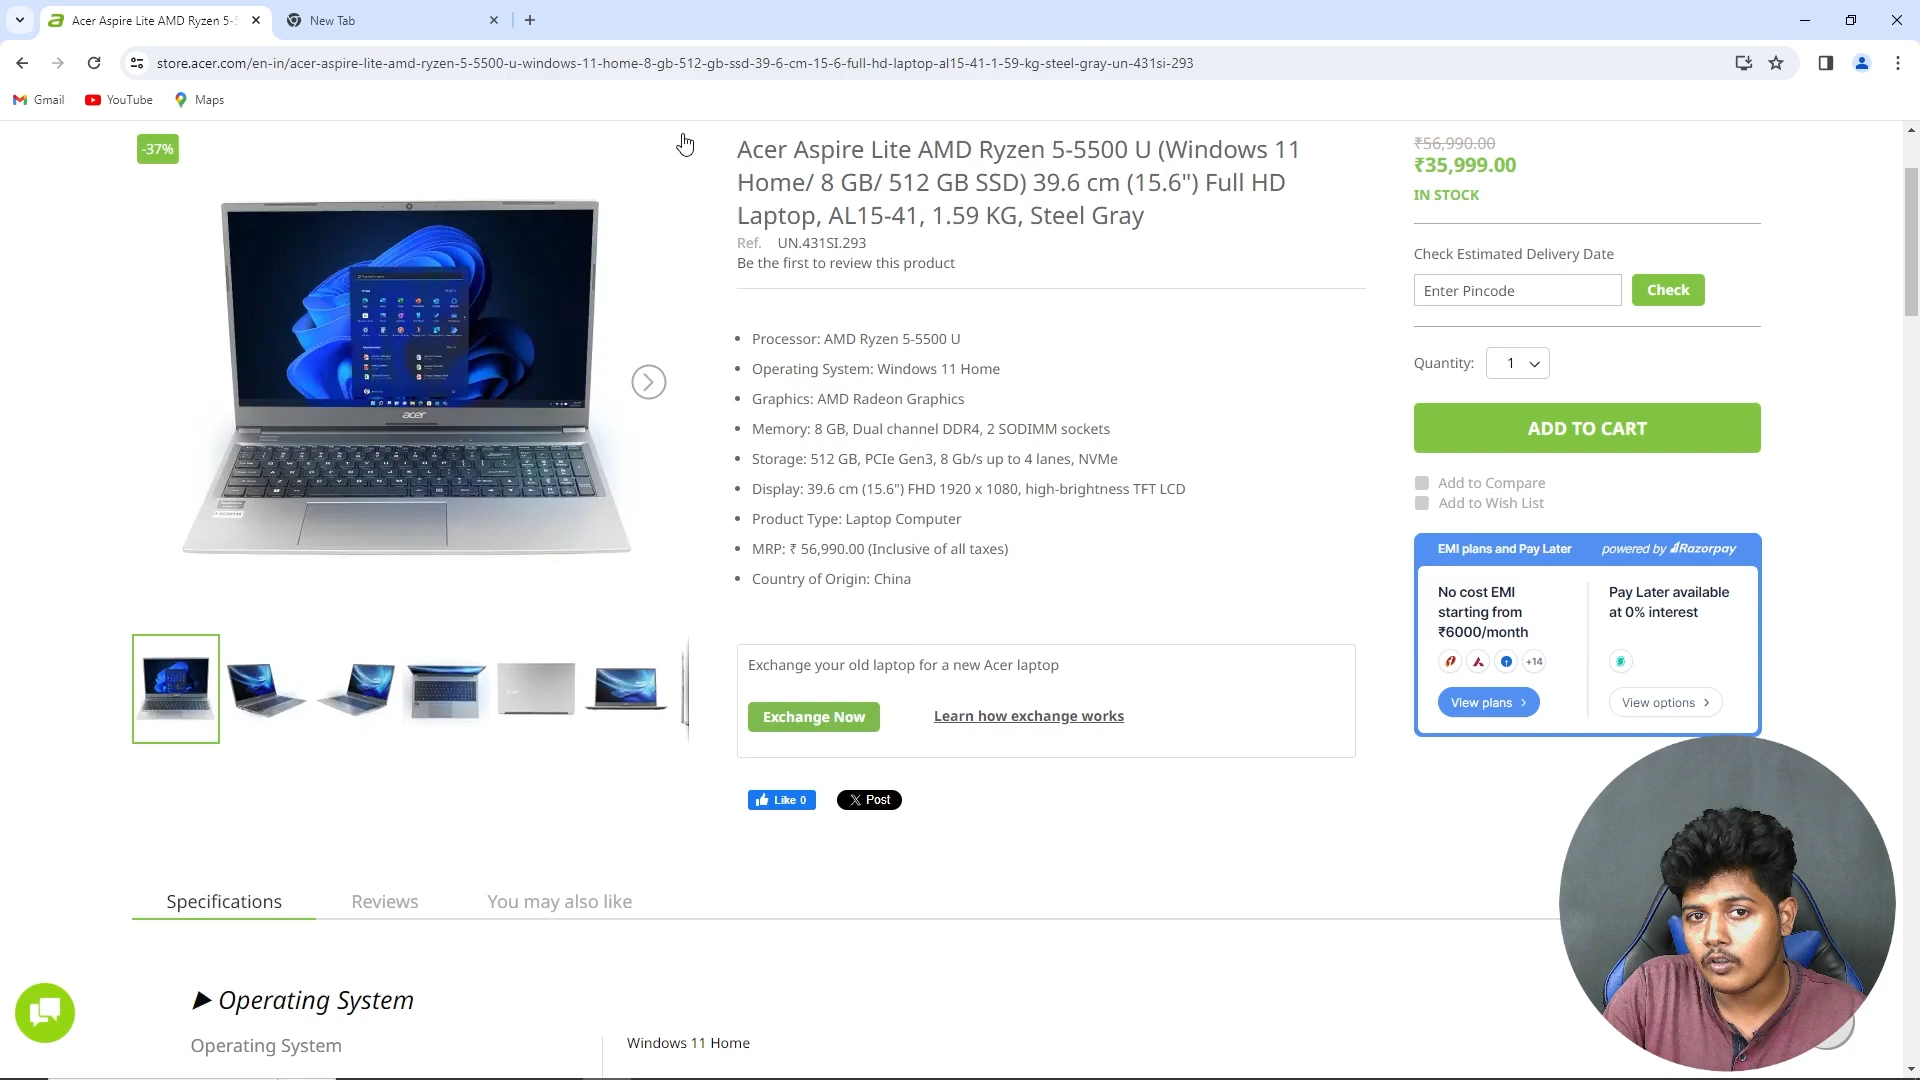 Acer Aspire Lite AMD Ryzen 5-5
New Tab
store.acer.com/en-in/acer-aspire-lite-amd-ryzen-5-5500-u-windows-11-home-8-gb-512-gb-ssd-39-6-cm-15-6-full-hd-laptop-al15-41-1-59-kg-steel-gray-un-431si-293
Gmail
YouTube
Maps
-37%
acer
Acer Aspire Lite AMD Ryzen 5-5500 U (Windows 11
Home/ 8 GB/ 512 GB SSD) 39.6 cm (15.6") Full HD
Laptop, AL15-41, 1.59 KG, Steel Gray
Ref. UN.431SI.293
Be the first to review this product
Processor: AMD Ryzen 5-5500 U
Operating System: Windows 11 Home
Graphics: AMD Radeon Graphics
Memory: 8 GB, Dual channel DDR4, 2 SODIMM sockets
Storage: 512 GB, PCIe Gen3, 8 Gb/s up to 4 lanes, NVMe
Display: 39.6 cm (15.6") FHD 1920 x 1080, high-brightness TFT LCD
Product Type: Laptop Computer
MRP: ₹ 56,990.00 (Inclusive of all taxes)
Country of Origin: China
Exchange your old laptop for a new Acer laptop
Exchange Now
Learn how exchange works
Like 0
X Post
₹56,990.00
₹35,999.00
IN STOCK
Check Estimated Delivery Date
Enter Pincode
Check
Quantity: 1
ADD TO CART
Add to Compare
Add to Wish List
EMI plans and Pay Later
powered by Razorpay
No cost EMI
starting from
₹6000/month
+14
View plans
Pay Later available
at 0% interest
View options
Specifications
Reviews
You may also like
Operating System
Operating System
Windows 11 Home